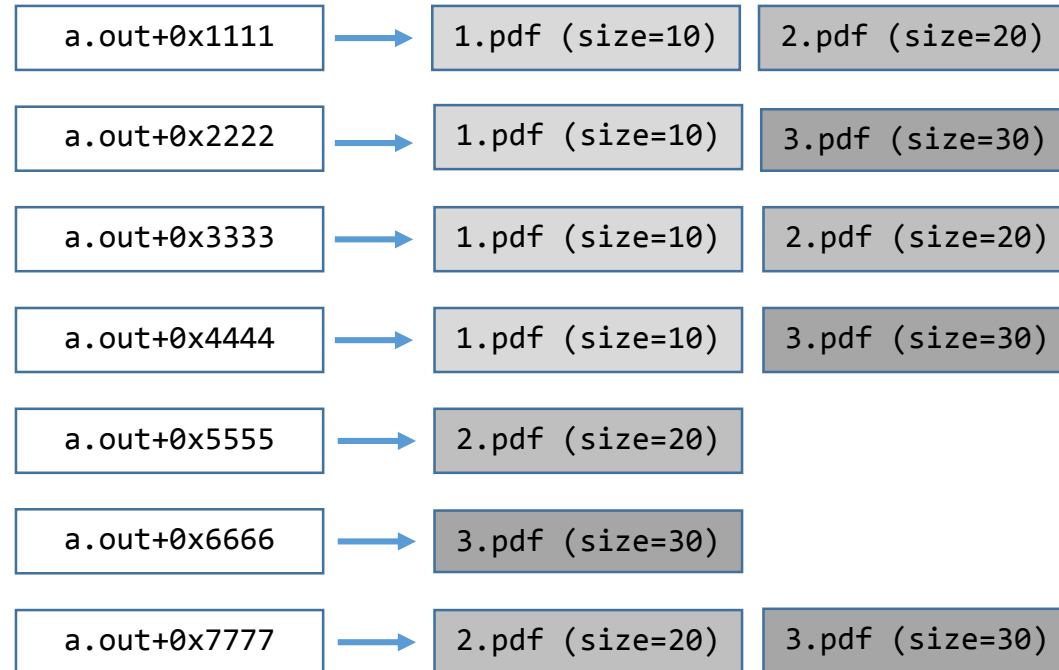 a.out+0x1111 1.pdf (size=10) 2.pdf (size=20)
a.out+0x2222 1.pdf (size=10) 3.pdf (size=30)
a.out+0x3333 1.pdf (size=10) 2.pdf (size=20)
a.out+0x4444 1.pdf (size=10) 3.pdf (size=30)
a.out+0x5555 2.pdf (size=20)
a.out+0x6666 3.pdf (size=30)
a.out+0x7777 2.pdf (size=20) 3.pdf (size=30)